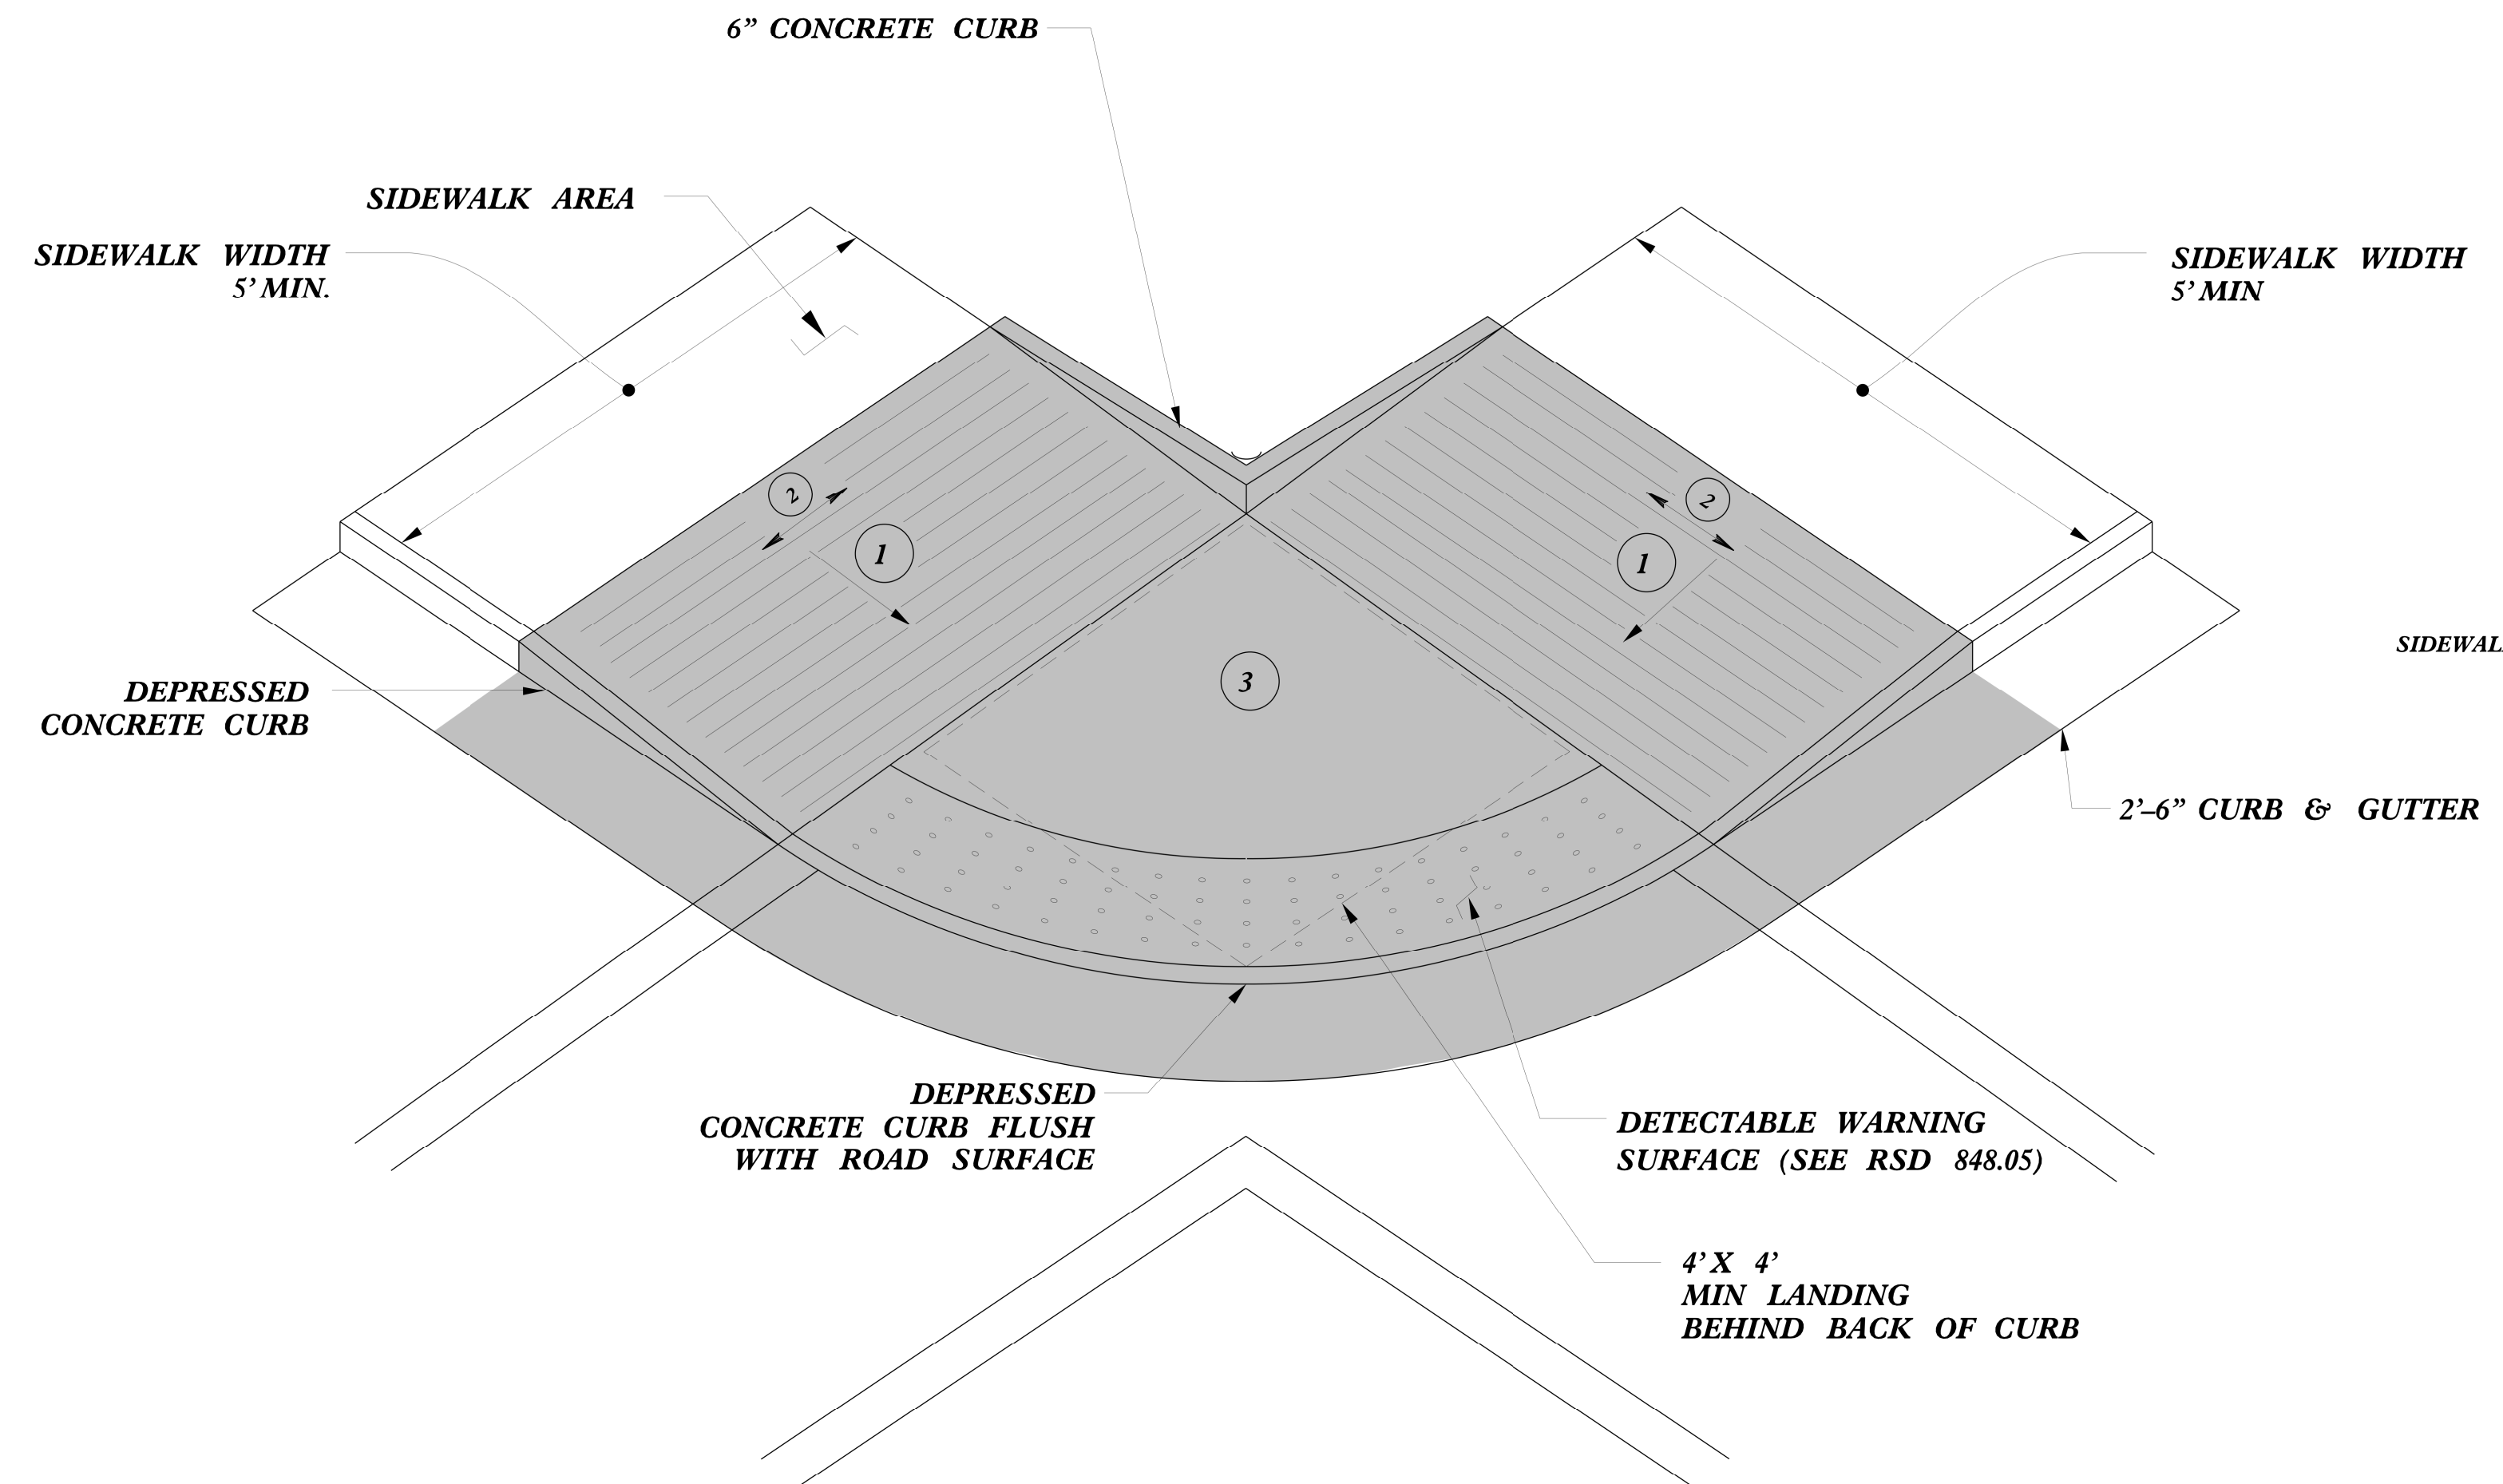 6” CONCRETE CURB
SIDEWALK AREA
SIDEWALK WIDTH
5’ MIN.
SIDEWALK WIDTH
5’ MIN
2
1
2
1
3
SIDEWAL
DEPRESSED
CONCRETE CURB
2’–6” CURB & GUTTER
DEPRESSED
CONCRETE CURB FLUSH
WITH ROAD SURFACE
DETECTABLE WARNING
SURFACE (SEE RSD 848.05)
4’ X 4’
MIN LANDING
BEHIND BACK OF CURB